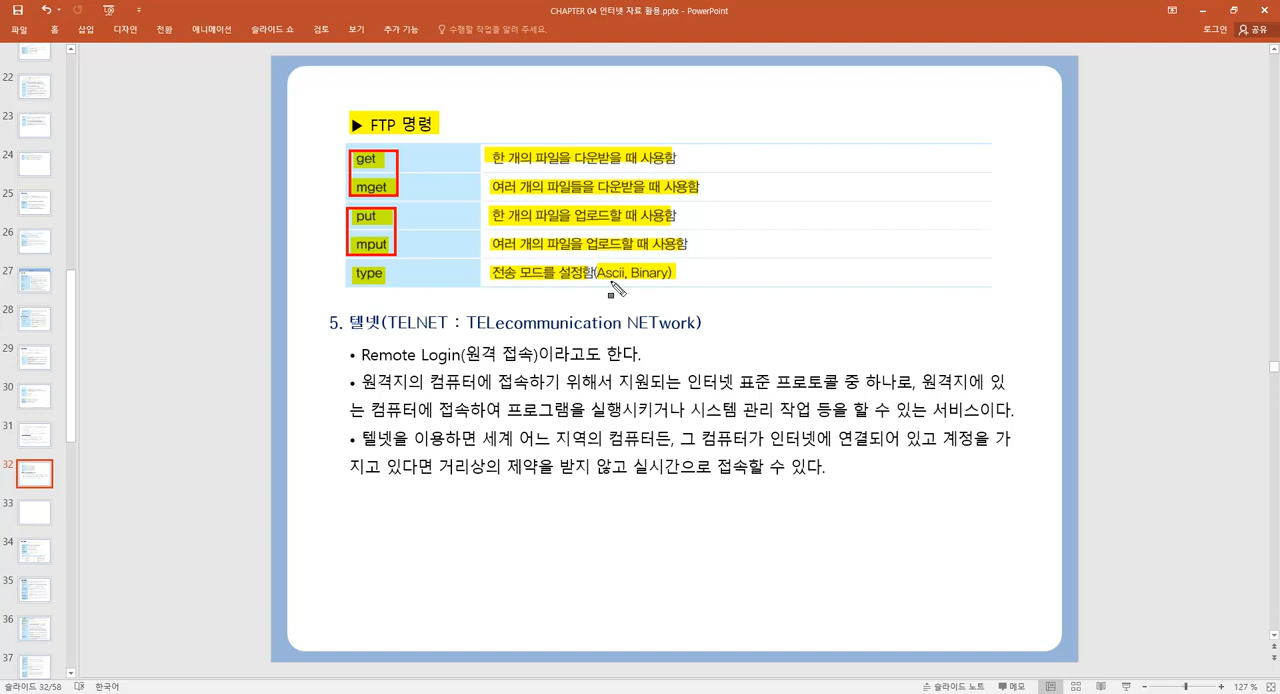 CHAPTER 04 인터넷 자료 활용.pptx - PowerPoint
파일 홈 삽입 디자인 전환 애니메이션 슬라이드 쇼 검토 보기 추가 기능 수행할 작업을 알려 주세요. 로그인 공유
22
23
24
25
26
27
28
29
30
31
32
33
34
35
36
37
▶ FTP 명령
get 한 개의 파일을 다운받을 때 사용함
mget 여러 개의 파일들을 다운받을 때 사용함
put 한 개의 파일을 업로드할 때 사용함
mput 여러 개의 파일을 업로드할 때 사용함
type 전송 모드를 설정함(Ascii, Binary)
5. 텔넷(TELNET : TELecommunication NETwork)
• Remote Login(원격 접속)이라고도 한다.
• 원격지의 컴퓨터에 접속하기 위해서 지원되는 인터넷 표준 프로토콜 중 하나로, 원격지에 있
는 컴퓨터에 접속하여 프로그램을 실행시키거나 시스템 관리 작업 등을 할 수 있는 서비스이다.
• 텔넷을 이용하면 세계 어느 지역의 컴퓨터든, 그 컴퓨터가 인터넷에 연결되어 있고 계정을 가
지고 있다면 거리상의 제약을 받지 않고 실시간으로 접속할 수 있다.
슬라이드 32/58 한국어 슬라이드 노트 메모 127 %